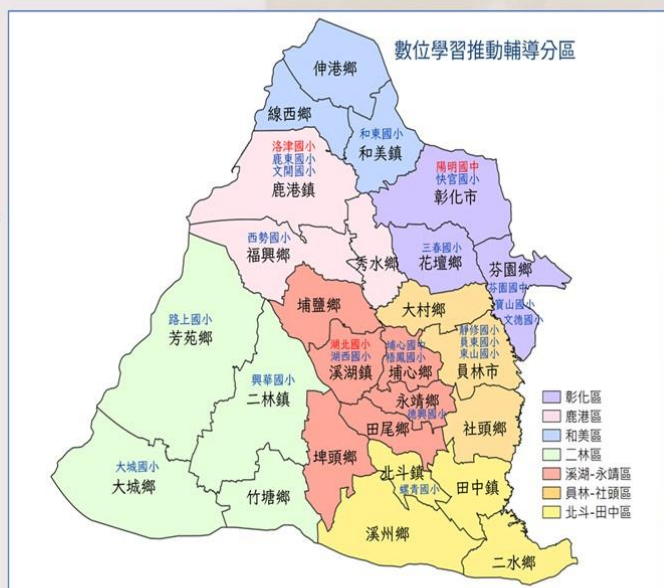 數位學習推動輔導分區
伸港鄉
線西鄉
和東國小
和美鎮
洛津國小
鹿東國小
文開國小
鹿港鎮
陽明國中
快官國小
彰化市
西勢國小
福興鄉
秀水鄉
三春國小
花壇鄉
芬園鄉
芬園國中
寶山國小
文德國小
埔鹽鄉
大村鄉
路上國小
芳苑鄉
湖北國小
湖西國小
溪湖鎮
埔心國中
梧鳳國小
埔心鄉
靜修國小
員東國小
東山國小
員林市
興華國小
二林鎮
永靖鄉
德興國小
田尾鄉
社頭鄉
埤頭鄉
大城國小
大城鄉
竹塘鄉
北斗鎮
螺青國小
田中鎮
溪州鄉
二水鄉
彰化區
鹿港區
和美區
二林區
溪湖-永靖區
員林-社頭區
北斗-田中區